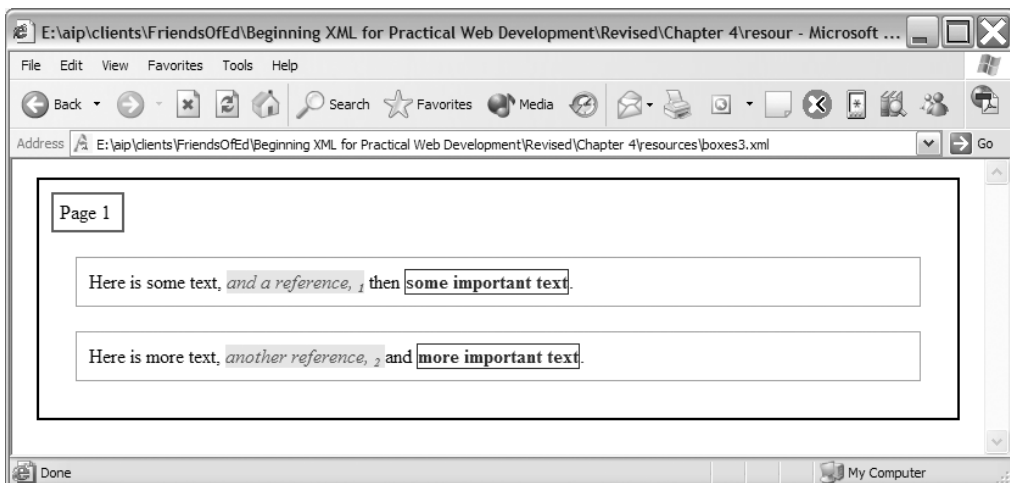 E:\aip\clients\FriendsOfEd\Beginning XML for Practical Web Development\Revised\Chapter 4\resour - Microsoft ...
File Edit View Favorites Tools Help
Back Search Favorites Media
Address E:\aip\clients\FriendsOfEd\Beginning XML for Practical Web Development\Revised\Chapter 4\resources\boxes3.xml Go
Page 1
Here is some text, and a reference, 1 then some important text.
Here is more text, another reference, 2 and more important text.
Done My Computer